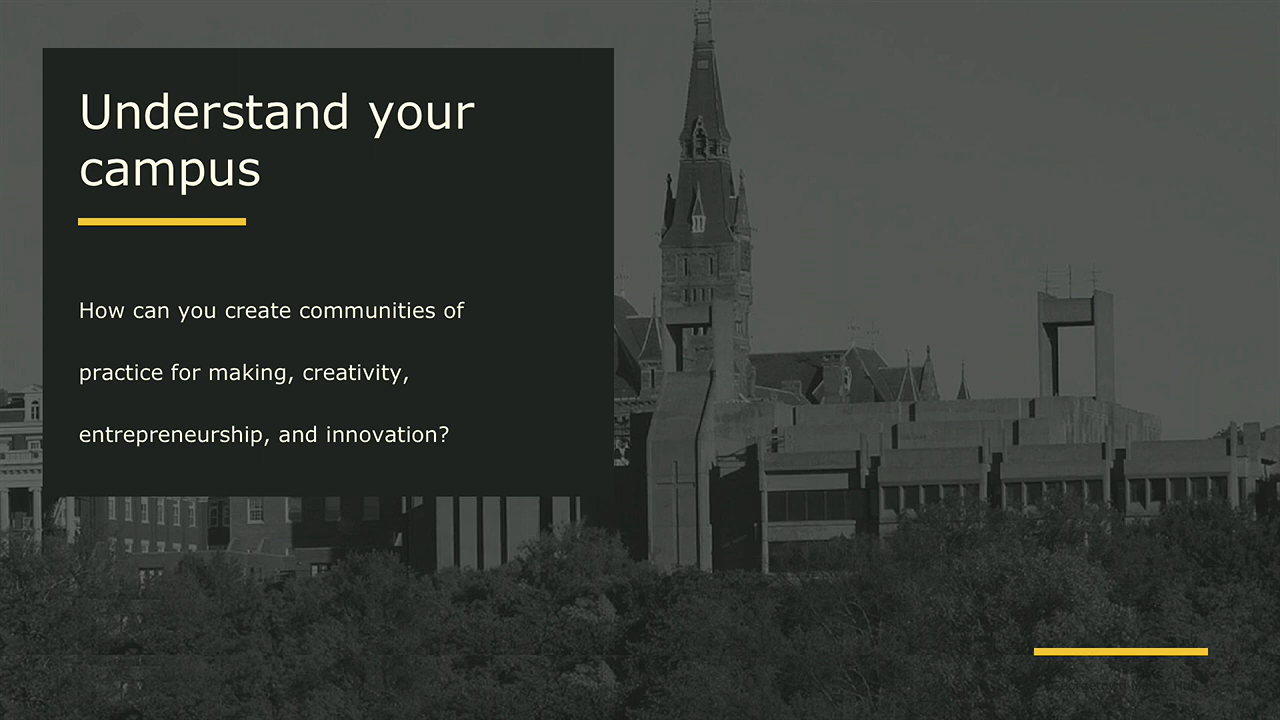 Understand your
campus
How can you create communities of
practice for making, creativity,
entrepreneurship, and innovation?